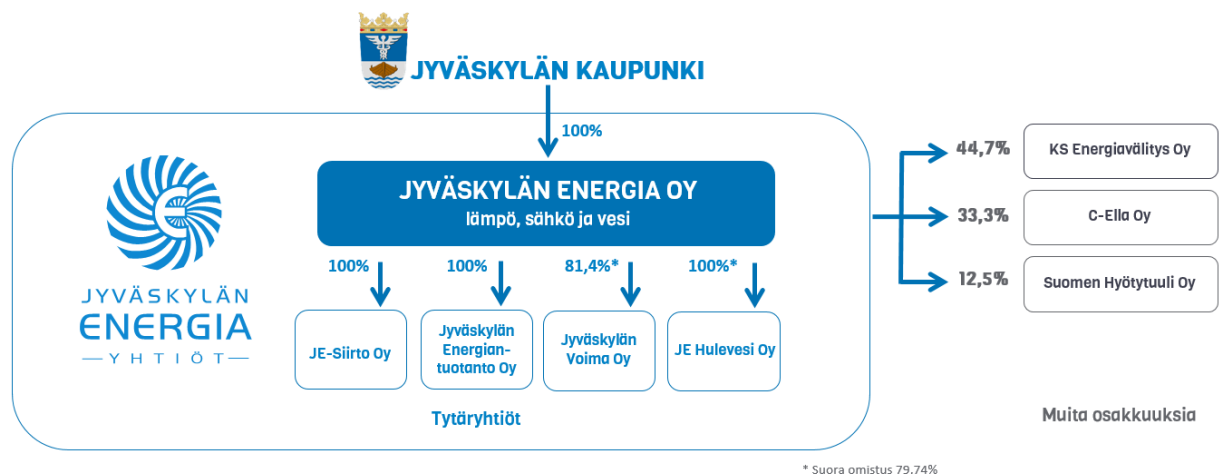 JYVÄSKYLÄN KAUPUNKI
100%
JYVÄSKYLÄN ENERGIA OY
lämpö, sähkö ja vesi
100%
100%
81,4%*
100%*
JE-Siirto Oy
Jyväskylän
Energian-
tuotanto Oy
Jyväskylän
Voima Oy
JE Hulevesi Oy
Tytäryhtiöt
JYVÄSKYLÄN
ENERGIA
—YHTIÖT—
44,7%
KS Energiavälitys Oy
33,3%
C-Ella Oy
12,5%
Suomen Hyötytuuli Oy
Muita osakkuuksia
* Suora omistus 79,74%